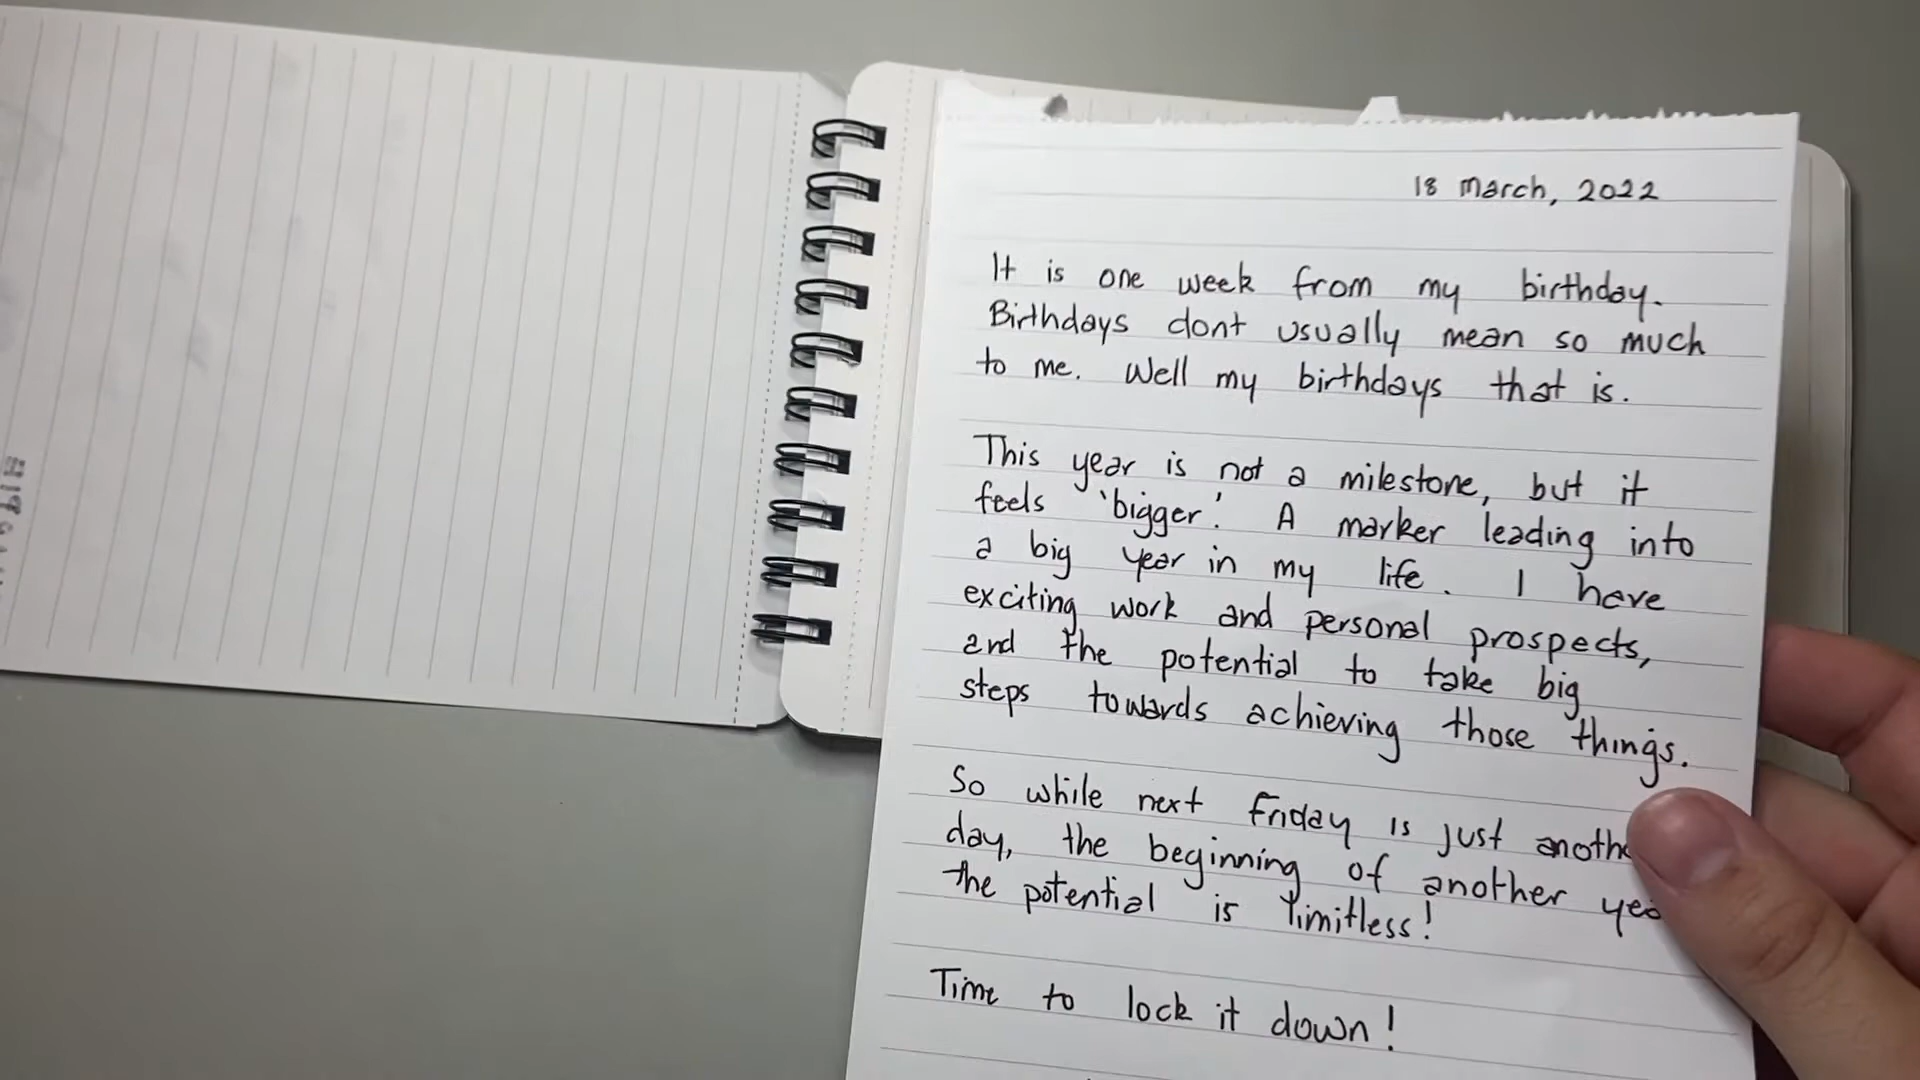 18 March, 2022
It is one week from my birthday.
Birthdays dont usually mean so much
to me. Well my birthdays that is.
This year is not a milestone, but it
feels 'bigger.' A marker leading into
a big year in my life. I have
exciting work and personal prospects,
and the potential to take big
steps towards achieving those things.
So while next Friday is just
day, the beginning of another
the potential is limitless!
Time to lock it down!